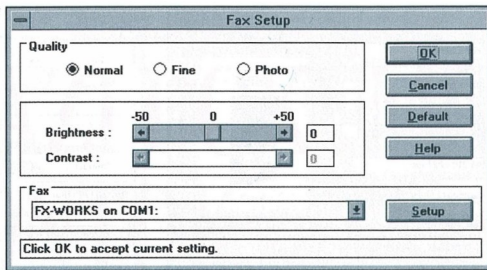 Fax Setup
Quality
Normal Fine Photo
OK
Cancel
Default
Help
-50 0 +50
Brightness : 0
Contrast : 0
Fax
FX-WORKS on COM1:
Setup
Click OK to accept current setting.